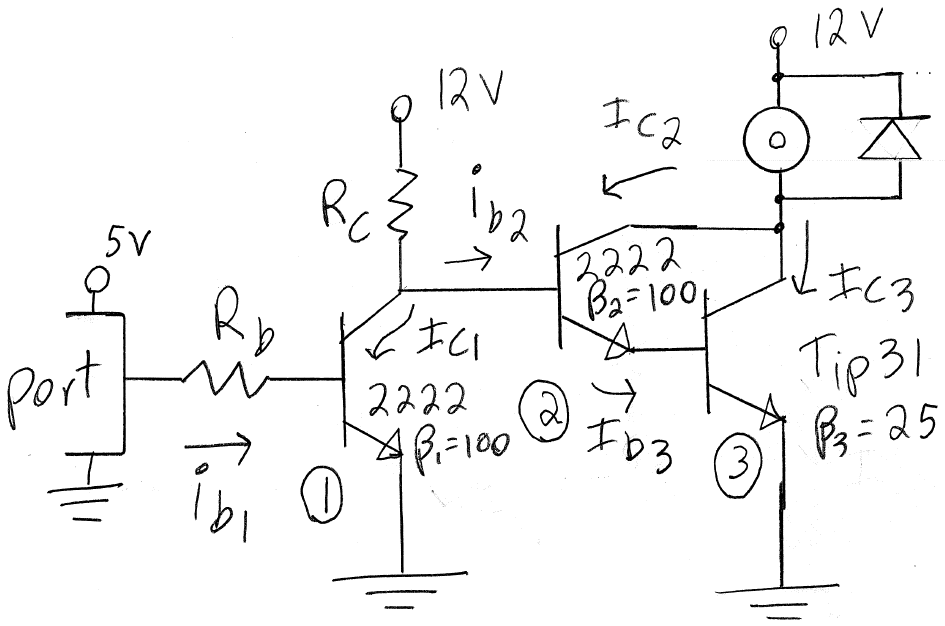 12V
12V
Ic2
Rc
ib2
5V
2222
β2=100
Rb
Ic1
Ic3
port
2222
β1=100
Tip31
β3=25
2
Ib3
3
1
ib1